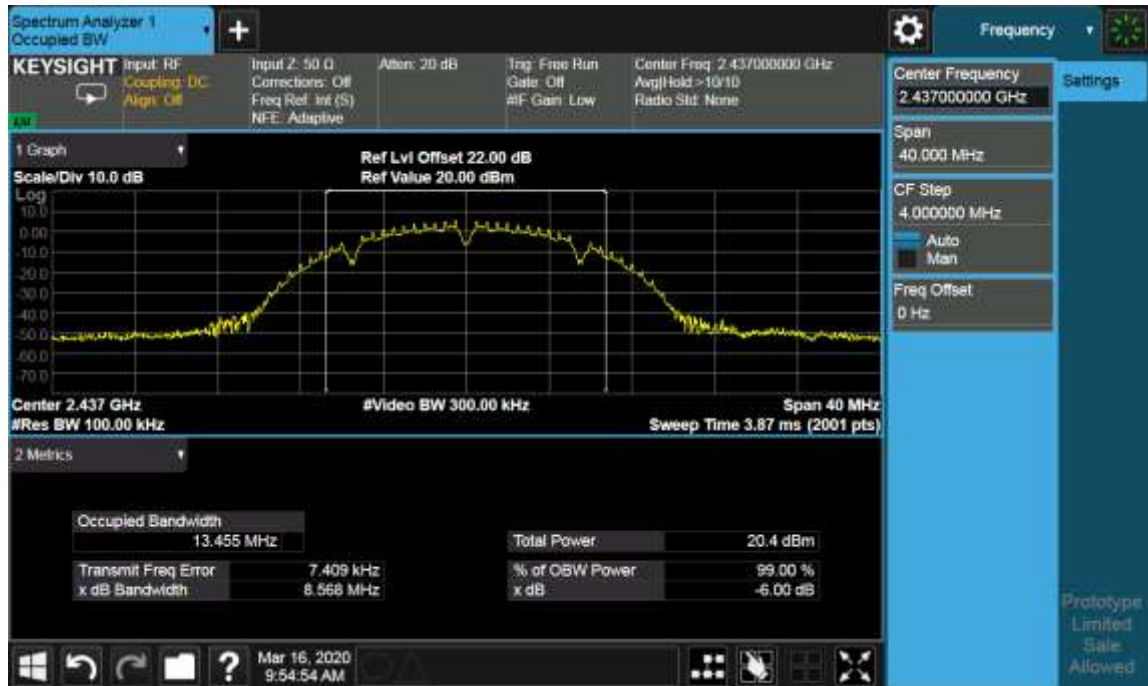 Spectrum Analyzer 1
Occupied BW
Frequency
KEYSIGHT
Input: RF
Coupling: DC
Align: Off
Input Z: 50 Ω
Corrections: Off
Freq Ref: Int (S)
NFE: Adaptive
Atten: 20 dB
Trig: Free Run
Gate: Off
#IF Gain: Low
Center Freq: 2.437000000 GHz
Avg|Hold:>10/10
Radio Std: None
Center Frequency
2.437000000 GHz
Settings
Span
40.000 MHz
CF Step
4.000000 MHz
Auto
Man
Freq Offset
0 Hz
1 Graph
Scale/Div 10.0 dB
Ref Lvl Offset 22.00 dB
Ref Value 20.00 dBm
Log
10.0
0.00
-10.0
-20.0
-30.0
-40.0
-50.0
-60.0
-70.0
Center 2.437 GHz
#Res BW 100.00 kHz
#Video BW 300.00 kHz
Span 40 MHz
Sweep Time 3.87 ms (2001 pts)
2 Metrics
Occupied Bandwidth
13.455 MHz
Transmit Freq Error 7.409 kHz
x dB Bandwidth 8.568 MHz
Total Power 20.4 dBm
% of OBW Power 99.00 %
x dB -6.00 dB
Prototype
Limited
Sale
Allowed
?
Mar 16, 2020
9:54:54 AM